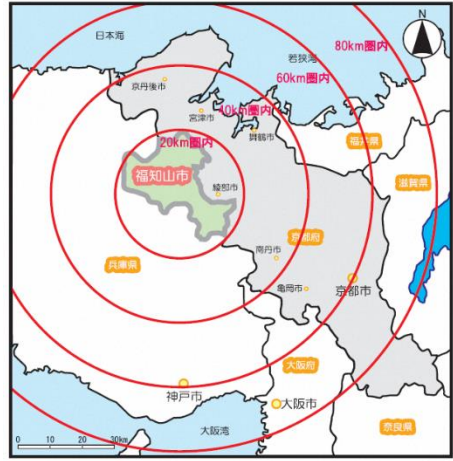 日本海
N
若狭湾
80km圏内
60km圏内
京丹後市
宮津市
40km圏内
舞鶴市
福井県
20km圏内
福知山市
綾部市
滋賀県
南丹市
京都府
兵庫県
亀岡市
京都市
大阪府
神戸市
大阪市
大阪湾
奈良県
0 10 20 30km